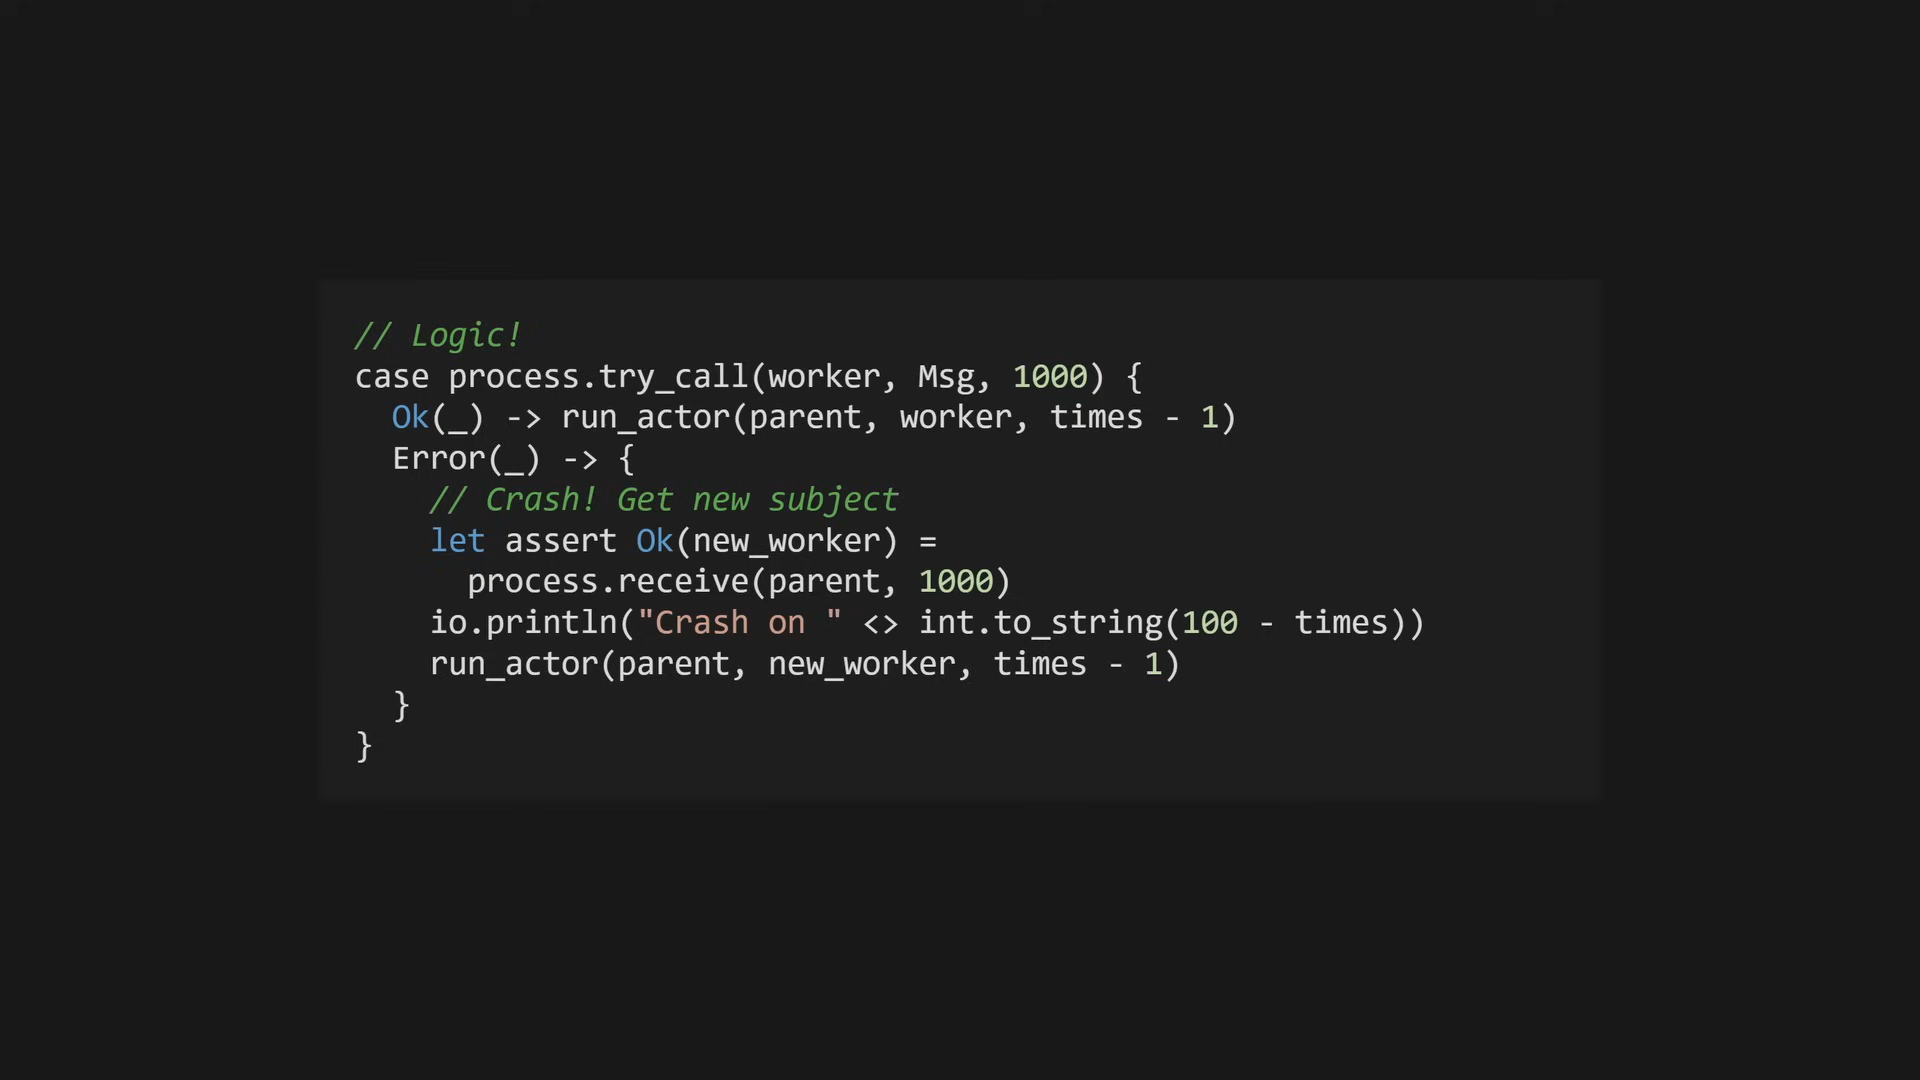 // Logic!
case process.try_call(worker, Msg, 1000) {
  Ok(_) -> run_actor(parent, worker, times - 1)
  Error(_) -> {
    // Crash! Get new subject
    let assert Ok(new_worker) =
      process.receive(parent, 1000)
    io.println("Crash on " <> int.to_string(100 - times))
    run_actor(parent, new_worker, times - 1)
  }
}